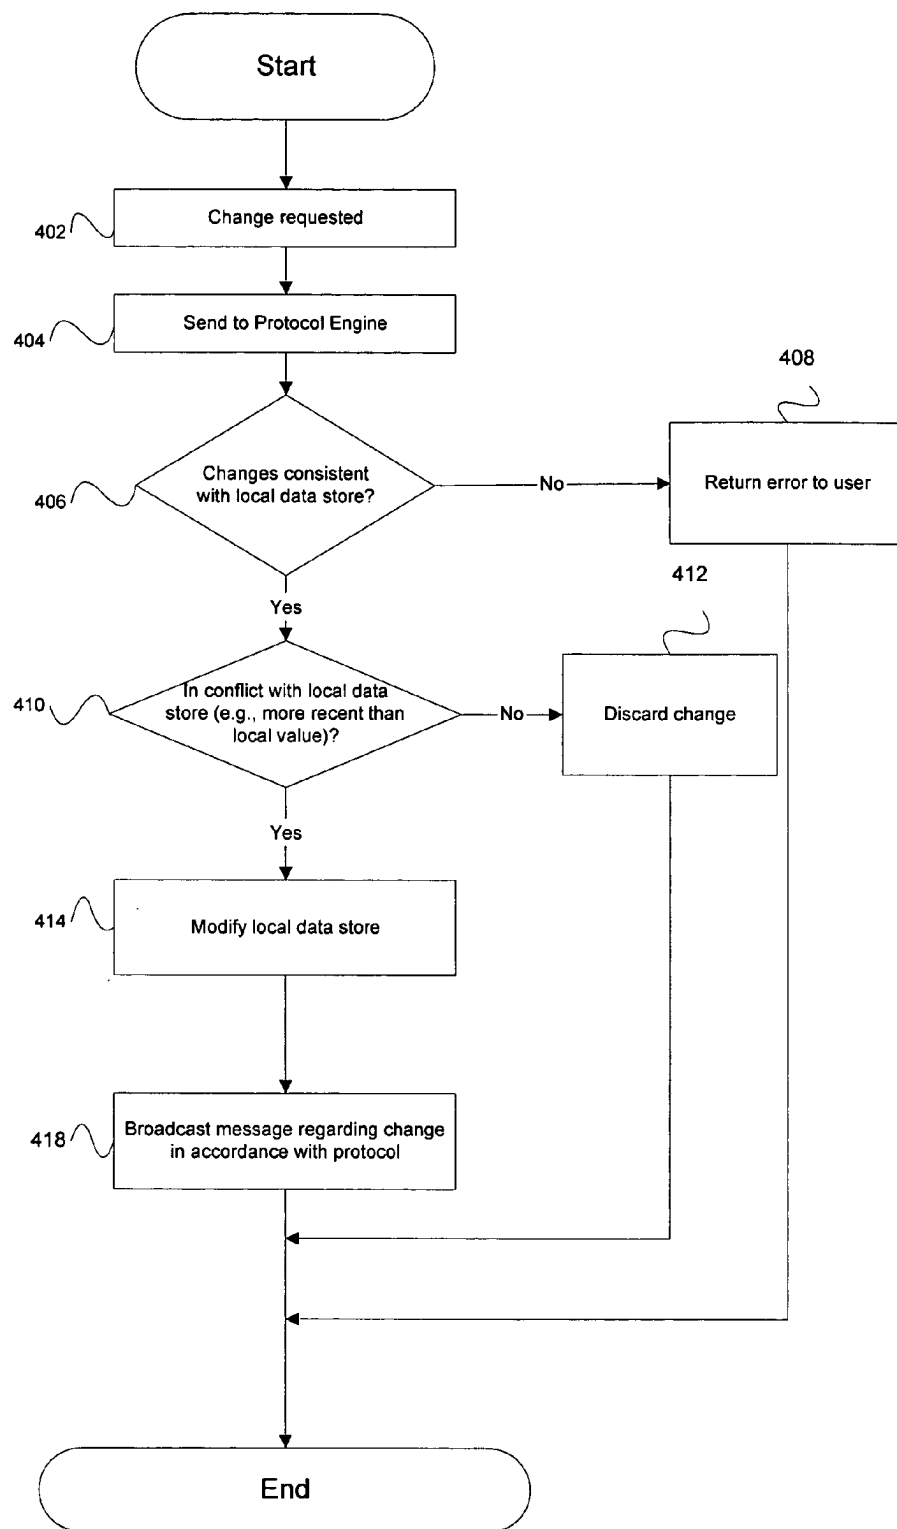 Start
Change requested
402
Send to Protocol Engine
404
408
Changes consistent
with local data store?
406
No
Return error to user
412
Yes
In conflict with local data
store (e.g., more recent than
local value)?
410
No
Discard change
Yes
414
Modify local data store
Broadcast message regarding change
in accordance with protocol
418
End